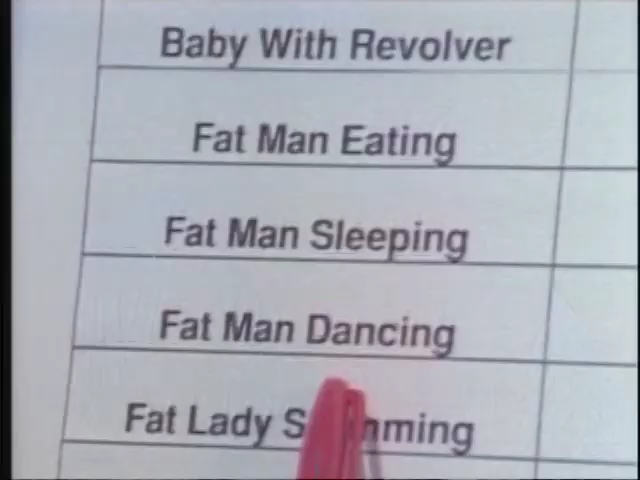 Baby With Revolver
Fat Man Eating
Fat Man Sleeping
Fat Man Dancing
Fat Lady